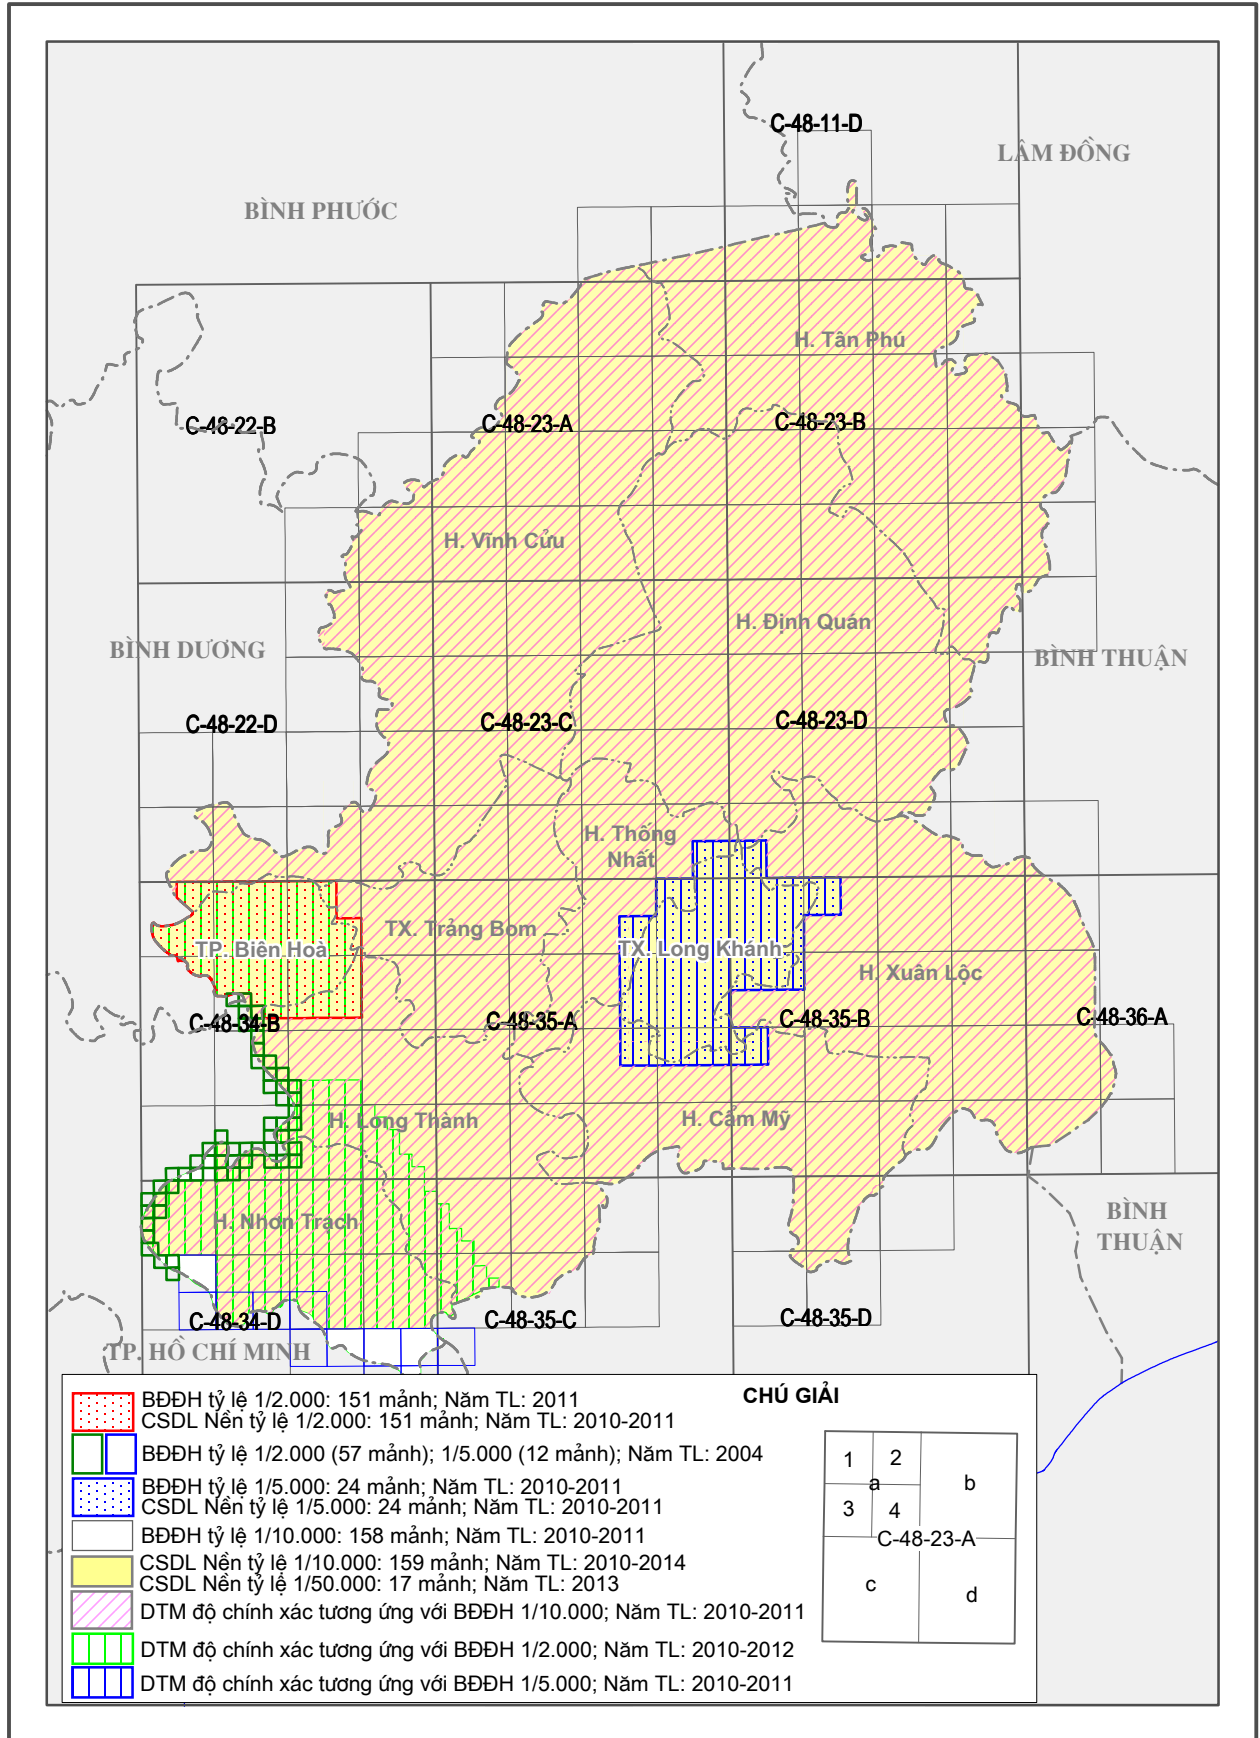 C-48-11-D
LÂM ĐỒNG
BÌNH PHƯỚC
H. Tân Phú
C-48-22-B
C-48-23-A
C-48-23-B
H. Vĩnh Cửu
H. Định Quán
BÌNH DƯƠNG
BÌNH THUẬN
C-48-22-D
C-48-23-C
C-48-23-D
H. Thống
Nhất
TX. Trảng Bom
TP. Biên Hoà
TX. Long Khánh
H. Xuân Lộc
C-48-34-B
C-48-35-A
C-48-35-B
C-48-36-A
H. Long Thành
H. Cẩm Mỹ
H. Nhơn Trạch
BÌNH
THUẬN
C-48-34-D
C-48-35-C
C-48-35-D
TP. HỒ CHÍ MINH
CHÚ GIẢI
BĐĐH tỷ lệ 1/2.000: 151 mảnh; Năm TL: 2011
CSDL Nền tỷ lệ 1/2.000: 151 mảnh; Năm TL: 2010-2011
BĐĐH tỷ lệ 1/2.000 (57 mảnh); 1/5.000 (12 mảnh); Năm TL: 2004
BĐĐH tỷ lệ 1/5.000: 24 mảnh; Năm TL: 2010-2011
CSDL Nền tỷ lệ 1/5.000: 24 mảnh; Năm TL: 2010-2011
BĐĐH tỷ lệ 1/10.000: 158 mảnh; Năm TL: 2010-2011
CSDL Nền tỷ lệ 1/10.000: 159 mảnh; Năm TL: 2010-2014
CSDL Nền tỷ lệ 1/50.000: 17 mảnh; Năm TL: 2013
DTM độ chính xác tương ứng với BĐĐH 1/10.000; Năm TL: 2010-2011
DTM độ chính xác tương ứng với BĐĐH 1/2.000; Năm TL: 2010-2012
DTM độ chính xác tương ứng với BĐĐH 1/5.000; Năm TL: 2010-2011
1 2
a b
3 4
C-48-23-A
c d